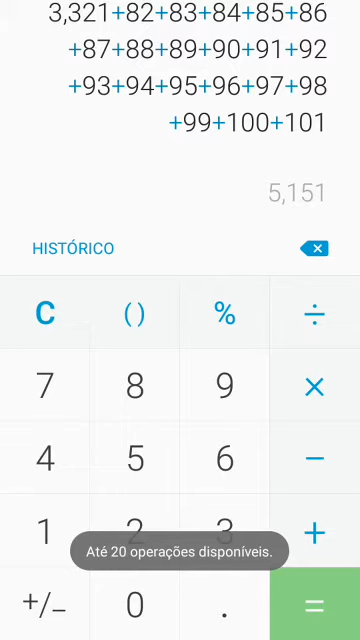 3,321+82+83+84+85+86
+87+88+89+90+91+92
+93+94+95+96+97+98
+99+100+101
5,151
HISTÓRICO
C ( ) % ÷
7 8 9 ×
4 5 6 −
1 2 3 +
Até 20 operações disponíveis.
+/− 0 . =